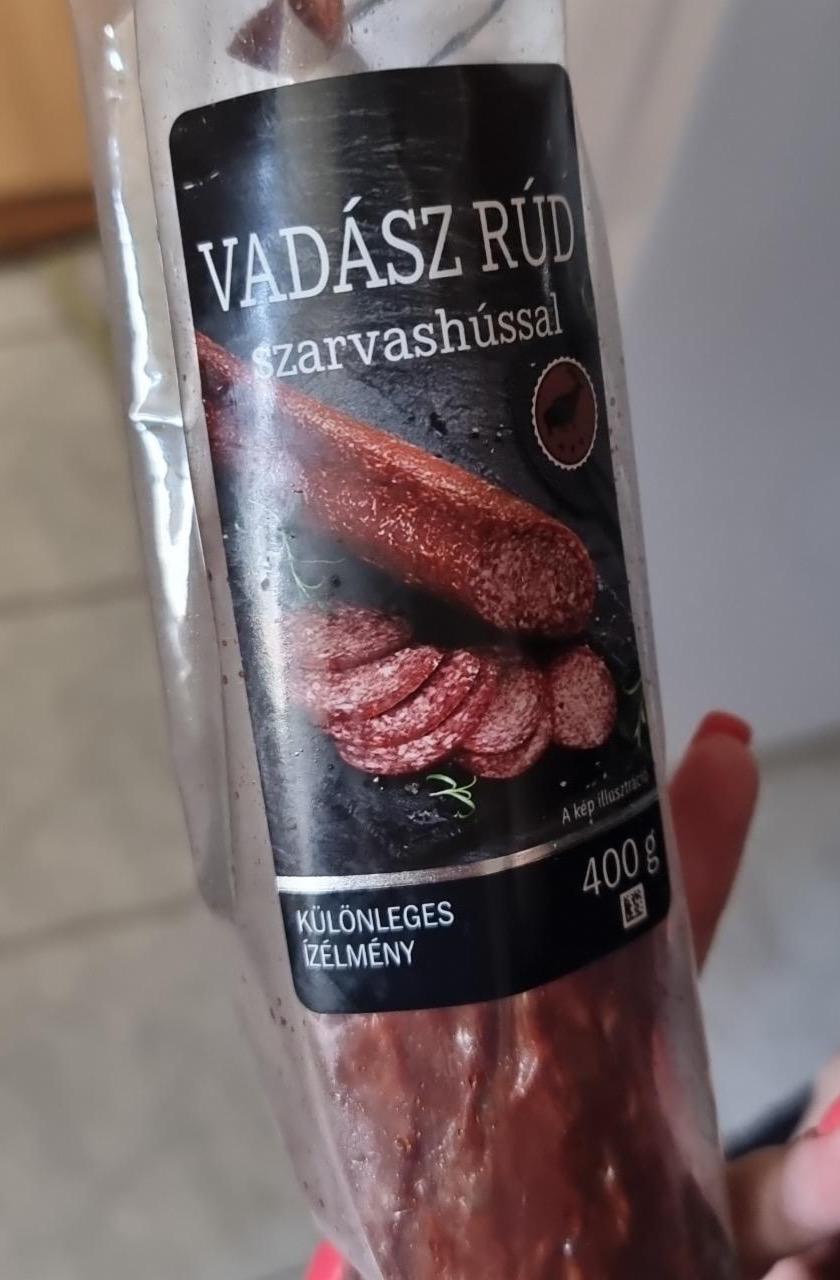 VADÁSZ RÚD
szarvashússal
A kép illusztráció
400 g
KÜLÖNLEGES
ÍZÉLMÉNY